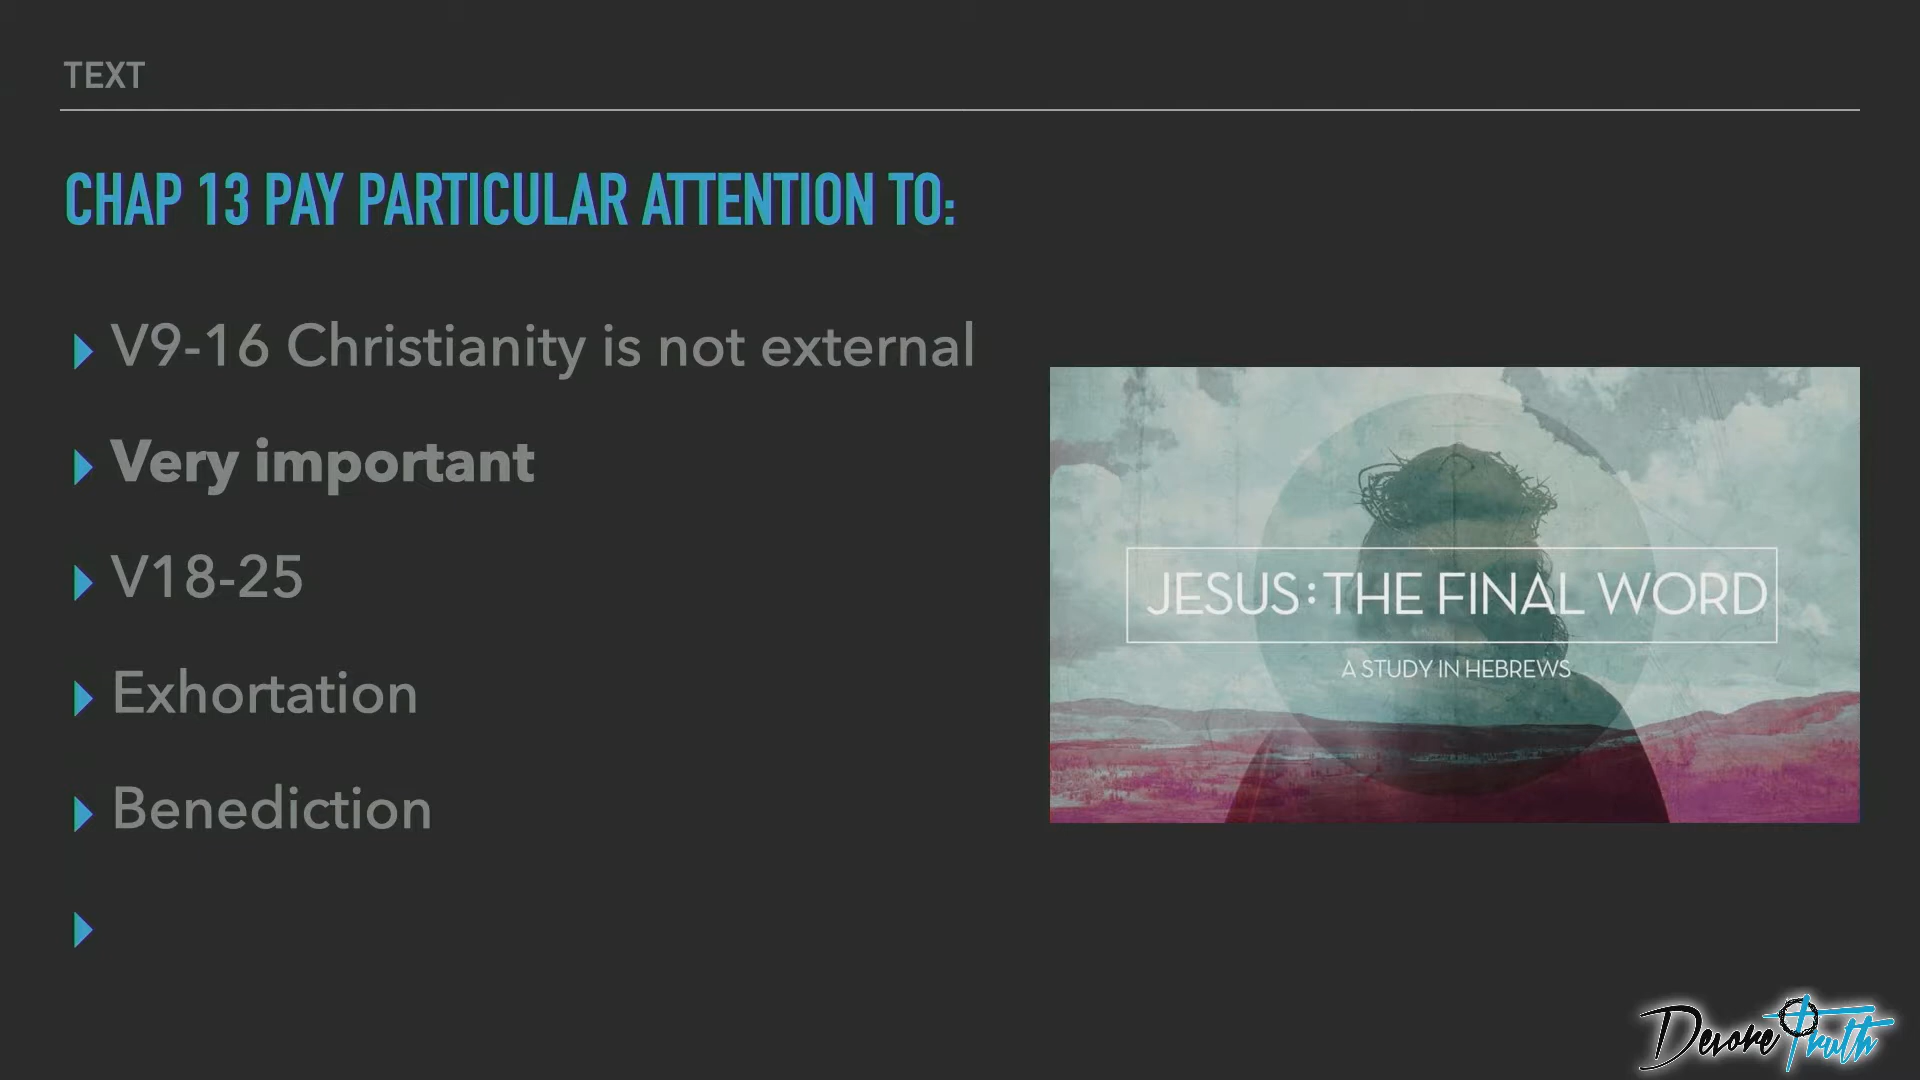 TEXT
CHAP 13 PAY PARTICULAR ATTENTION TO:
V9-16 Christianity is not external
Very important
V18-25
Exhortation
Benediction
JESUS : THE FINAL WORD
A STUDY IN HEBREWS
Truth